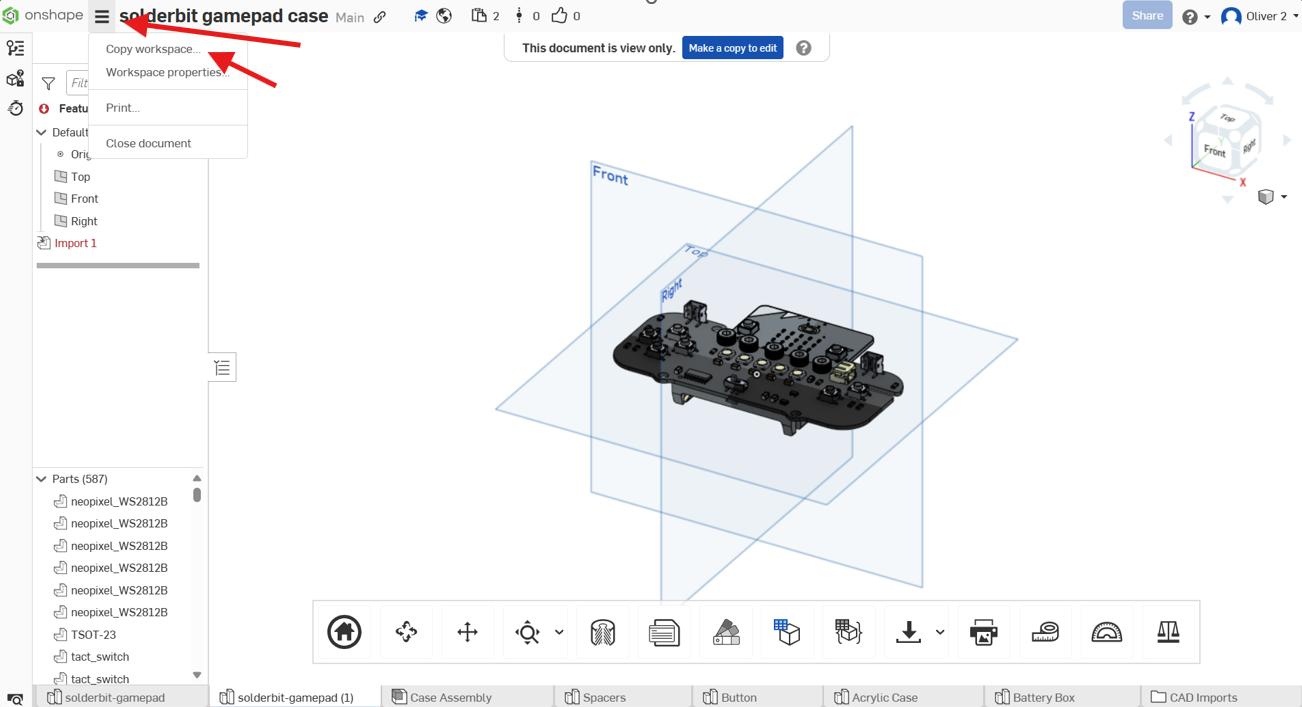 onshape
solderbit gamepad case Main
2
0
0
Share
Oliver 2
Copy workspace...
Workspace properties...
Print...
Close document
This document is view only. Make a copy to edit
Filt
Featu
Default
Orig
Top
Front
Right
Import 1
Front
Top
Right
Z
Top
Y
Front
Right
X
Parts (587)
neopixel_WS2812B
neopixel_WS2812B
neopixel_WS2812B
neopixel_WS2812B
neopixel_WS2812B
neopixel_WS2812B
TSOT-23
tact_switch
tact_switch
solderbit-gamepad
solderbit-gamepad (1)
Case Assembly
Spacers
Button
Acrylic Case
Battery Box
CAD Imports